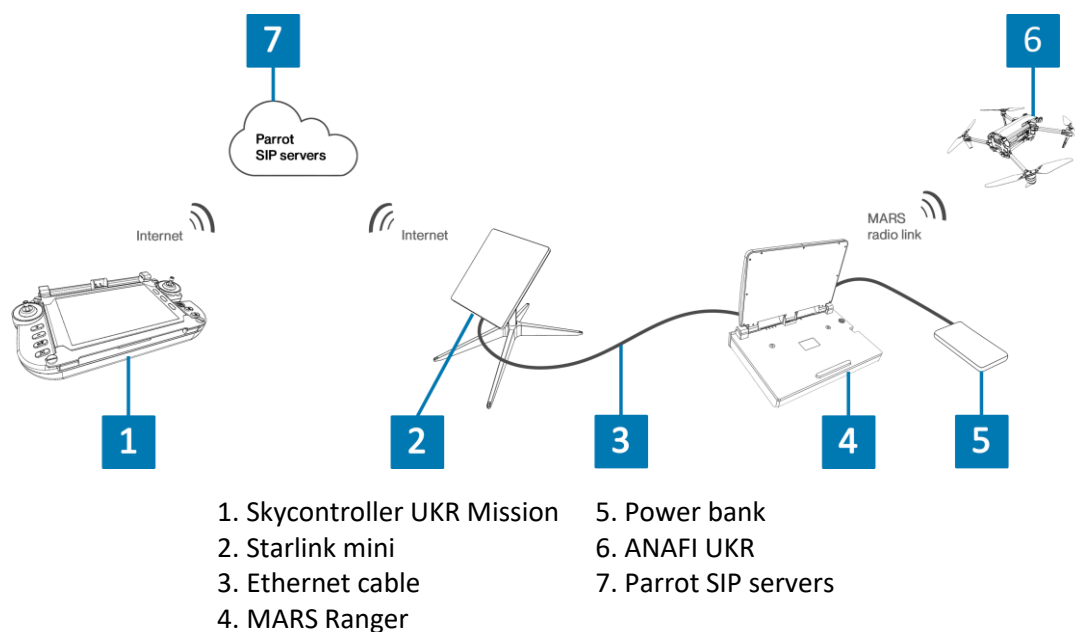 7
6
Parrot
SIP servers
Internet
Internet
MARS
radio link
1
2
3
4
5
1. Skycontroller UKR Mission
2. Starlink mini
3. Ethernet cable
4. MARS Ranger
5. Power bank
6. ANAFI UKR
7. Parrot SIP servers